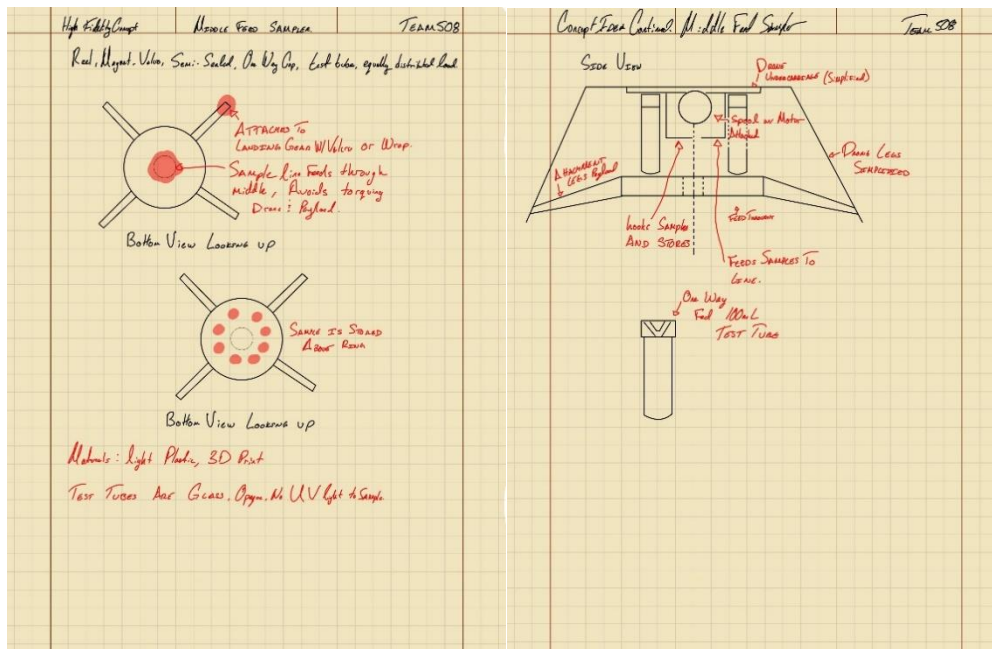 High Fidelity Concept
MIDDLE FEED SAMPLER
TEAM 508
Reel, Magnet, Valve, Semi-Sealed, One Way Cap, test tubes, equally distributed load
ATTACHED TO
LANDING GEAR W/ Velcro or Wrap.
Sample line Feeds through
middle, Avoids torquing
Drone & Payload.
Bottom View Looking up
SAMPLE IS STORED
ABOVE RING
Bottom View Looking up
Materials: light Plastic, 3D Print
TEST TUBES ARE GLASS, Opaque, No UV light to Sample
Concept Idea Continued: Middle Feed Sampler
TEAM 508
SIDE VIEW
DRONE
UNDERCARRIAGE (Simplified)
Spool w/ Motor
Attached
DRONE LEGS
SIMPLIFIED
ATTACHMENT
LEGS Payload
FEED THROUGH
hooks Samples
AND STORES
FEEDS SAMPLES TO
LINE.
One Way
Feed 100mL
TEST TUBE